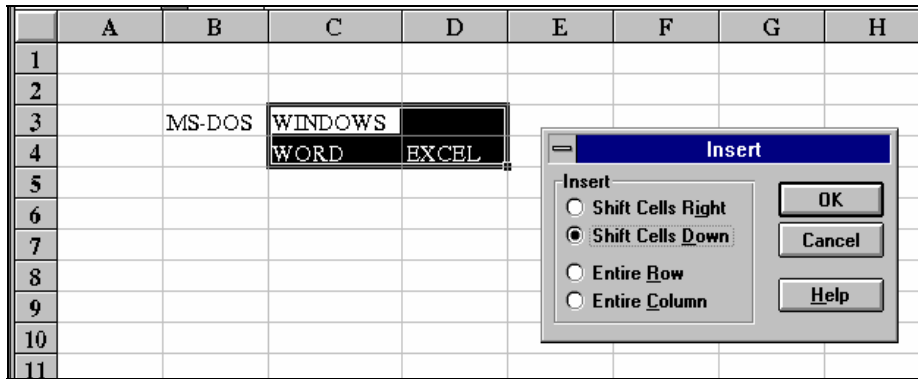 A B C D E F G H
1
2
3 MS-DOS WINDOWS
4 WORD EXCEL
5
6
7
8
9
10
11
Insert
Insert
Shift Cells Right
Shift Cells Down
Entire Row
Entire Column
OK
Cancel
Help